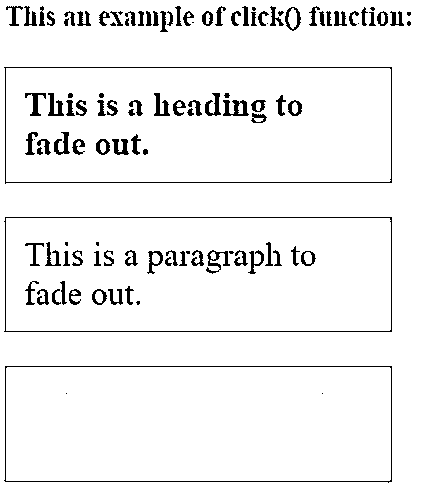 This an example of click() function:
This is a heading to
fade out.
This is a paragraph to
fade out.